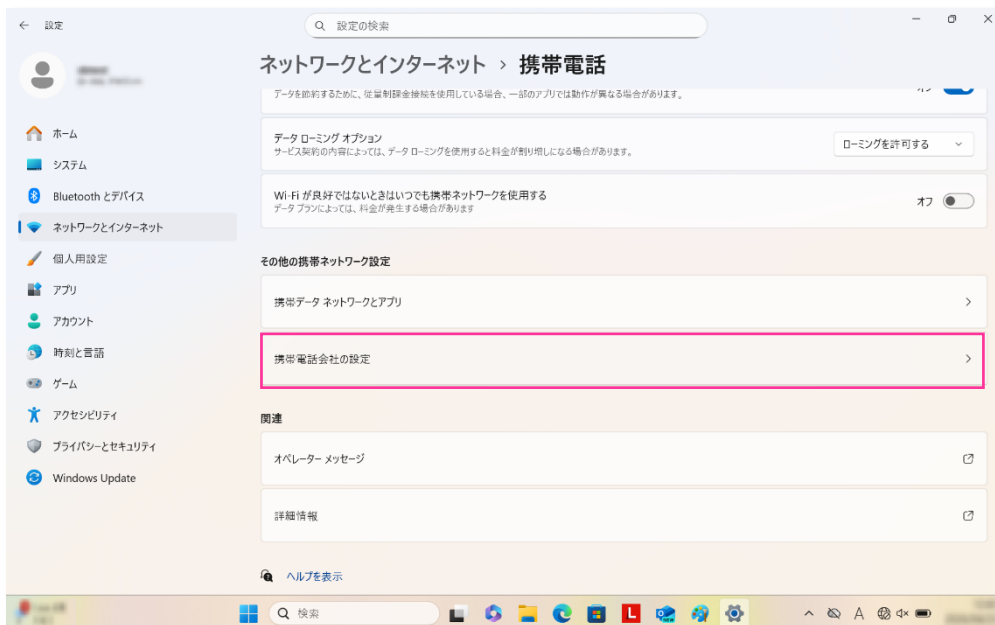 設定
設定の検索
ネットワークとインターネット › 携帯電話
データを節約するために、従量制課金接続を使用している場合、一部のアプリでは動作が異なる場合があります。
オン
ホーム
システム
Bluetooth とデバイス
ネットワークとインターネット
個人用設定
アプリ
アカウント
時刻と言語
ゲーム
アクセシビリティ
プライバシーとセキュリティ
Windows Update
データ ローミング オプション
サービス契約の内容によっては、データ ローミングを使用すると料金が割り増しになる場合があります。
ローミングを許可する
Wi-Fi が良好ではないときはいつでも携帯ネットワークを使用する
データ プランによっては、料金が発生する場合があります
オフ
その他の携帯ネットワーク設定
携帯データ ネットワークとアプリ
携帯電話会社の設定
関連
オペレーター メッセージ
詳細情報
ヘルプを表示
検索
L
NEW
A